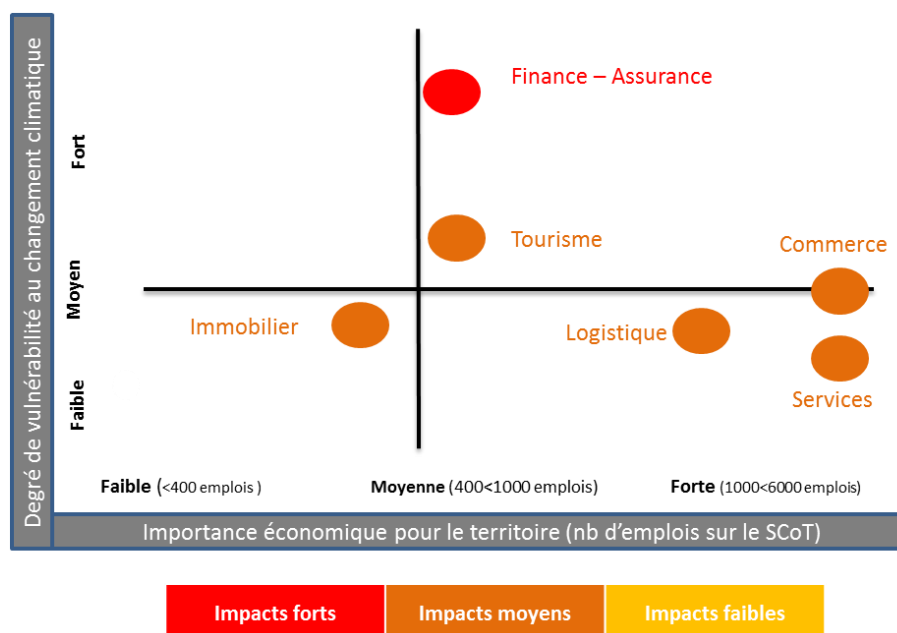 Degré de vulnérabilité au changement climatique
Fort
Moyen
Faible
Finance – Assurance
Tourisme
Commerce
Immobilier
Logistique
Services
Faible (<400 emplois )
Moyenne (400<1000 emplois)
Forte (1000<6000 emplois)
Importance économique pour le territoire (nb d'emplois sur le SCoT)
Impacts forts
Impacts moyens
Impacts faibles